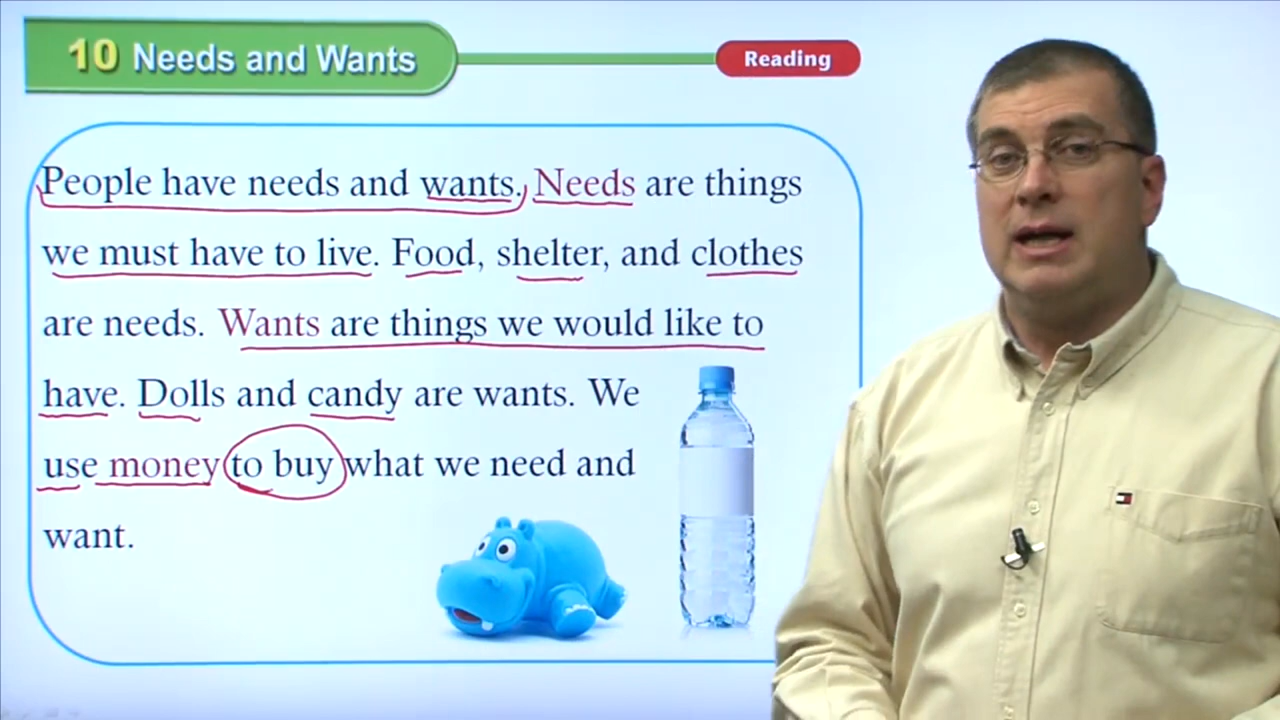 10 Needs and Wants
Reading
People have needs and wants. Needs are things
we must have to live. Food, shelter, and clothes
are needs. Wants are things we would like to
have. Dolls and candy are wants. We
use money to buy what we need and
want.